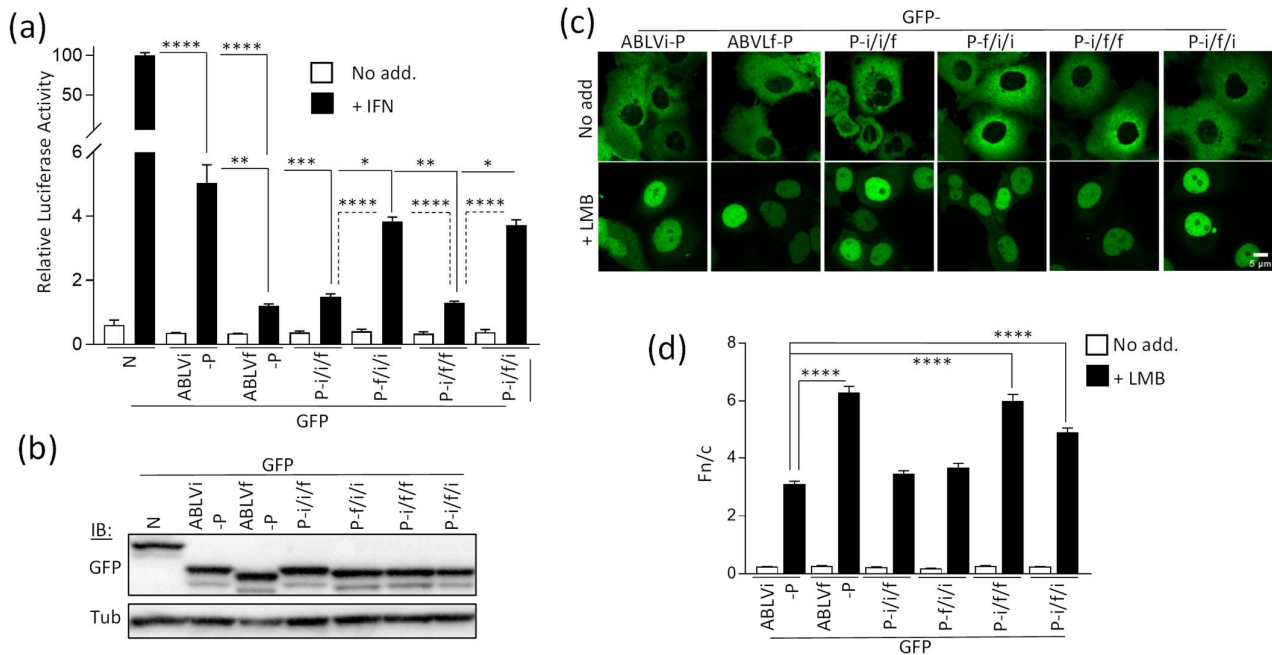 (a)
100
50
6
4
2
0
Relative Luciferase Activity
****
****
No add.
+ IFN
**
***
*
**
*
****
****
****
N
ABLVi
-P
ABLVf
-P
P-i/i/f
P-f/i/i
P-i/f/f
P-i/f/i
GFP
(b)
GFP
IB:
N
ABLVi
-P
ABLVf
-P
P-i/i/f
P-f/i/i
P-i/f/f
P-i/f/i
GFP
Tub
(c)
GFP-
ABLVi-P ABVLf-P P-i/i/f P-f/i/i P-i/f/f P-i/f/i
No add
+ LMB
5 µm
(d)
No add.
+ LMB
****
****
****
8
6
4
2
0
Fn/c
ABLVi
-P
ABLVf
-P
P-i/i/f
P-f/i/i
P-i/f/f
P-i/f/i
GFP